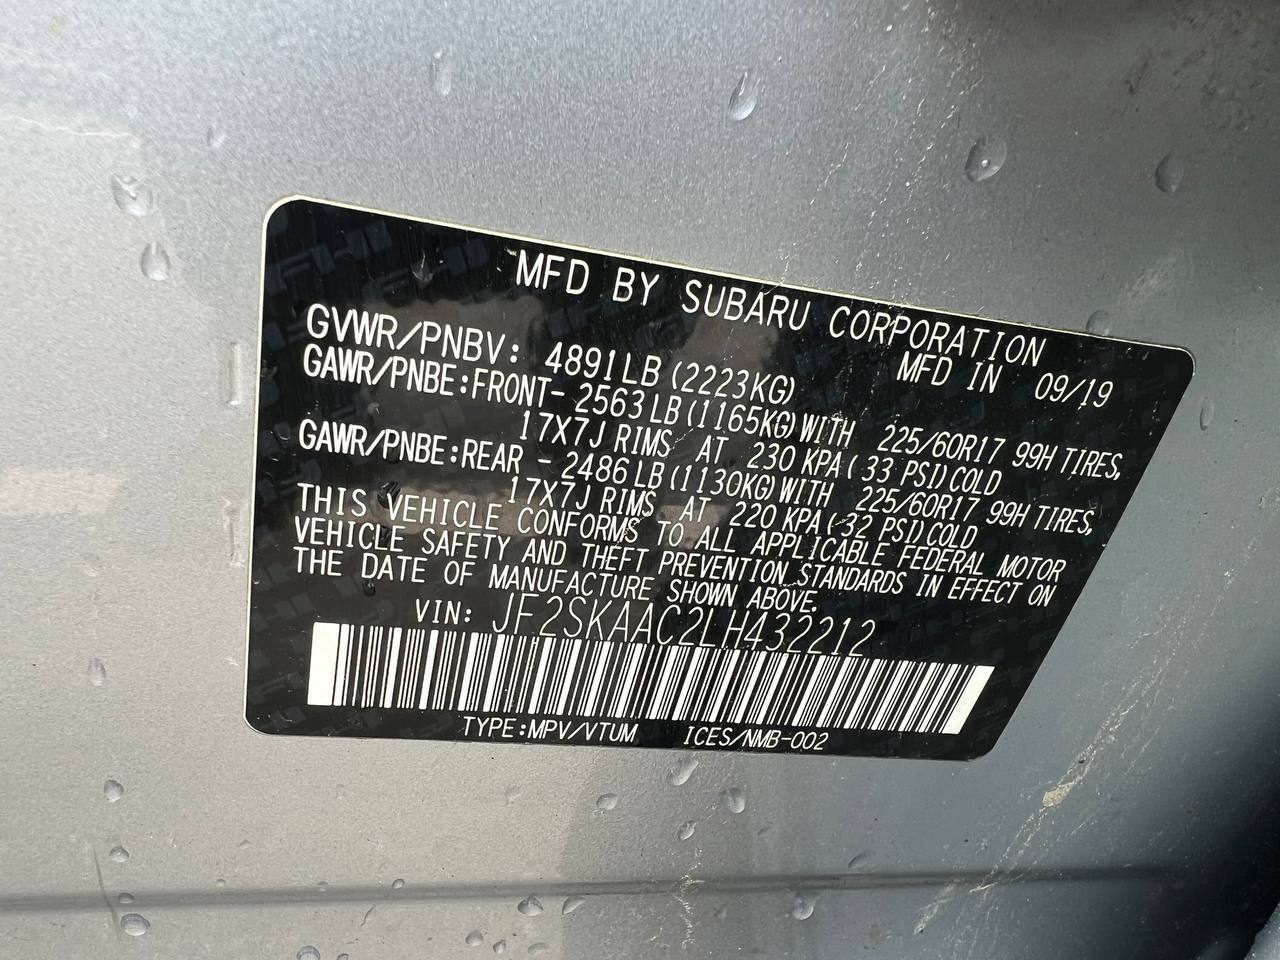 MFD BY SUBARU CORPORATION
GVWR/PNBV: 4891LB (2223KG) MFD IN 09/19
GAWR/PNBE:FRONT- 2563LB(1165KG)WITH 225/60R17 99H TIRES,
17X7J RIMS AT 230 KPA( 33 PSI)COLD
GAWR/PNBE:REAR - 2486LB(1130KG)WITH 225/60R17 99H TIRES,
17X7J RIMS AT 220 KPA( 32 PSI)COLD
THIS VEHICLE CONFORMS TO ALL APPLICABLE FEDERAL MOTOR
VEHICLE SAFETY AND THEFT PREVENTION STANDARDS IN EFFECT ON
THE DATE OF MANUFACTURE SHOWN ABOVE.
VIN: JF2SKAAC2LH432212
TYPE:MPV/VTUM ICES/NMB-002